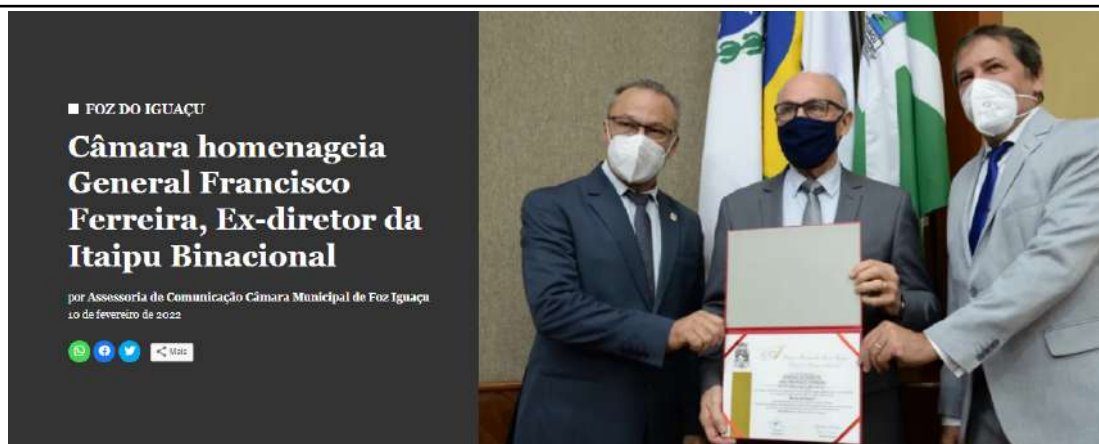 FOZ DO IGUAÇU
Câmara homenageia
General Francisco
Ferreira, Ex-diretor da
Itaipu Binacional
por Assessoria de Comunicação Câmara Municipal de Foz Iguaçu
10 de fevereiro de 2022
Mais